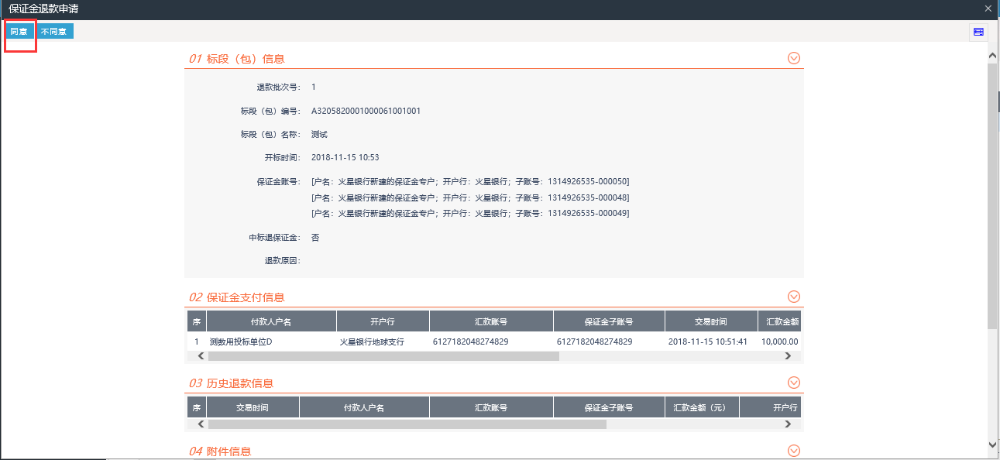 保证金退款申请
同意 不同意
01 标段（包）信息
退款批次号： 1
标段（包）编号： A3205820001000061001001
标段（包）名称： 测试
开标时间： 2018-11-15 10:53
保证金账号： [户名：火星银行新建的保证金专户；开户行：火星银行；子账号：1314926535-000050]
[户名：火星银行新建的保证金专户；开户行：火星银行；子账号：1314926535-000048]
[户名：火星银行新建的保证金专户；开户行：火星银行；子账号：1314926535-000049]
中标退保证金： 否
退款原因：
02 保证金支付信息
序 付款人户名 开户行 汇款账号 保证金子账号 交易时间 汇款金额
1 测数用投标单位D 火星银行地球支行 6127182048274829 6127182048274829 2018-11-15 10:51:41 10,000.00
03 历史退款信息
序 交易时间 付款人户名 汇款账号 保证金子账号 汇款金额（元） 开户行
04 附件信息